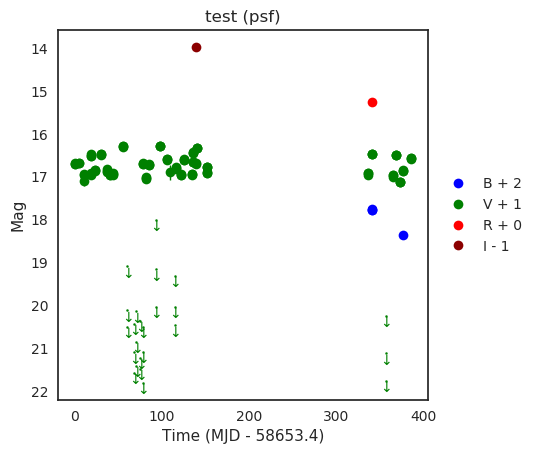 test (psf)
14
15
16
17
18
19
20
21
22
Mag
0
100
200
300
400
Time (MJD - 58653.4)
B + 2
V + 1
R + 0
I - 1